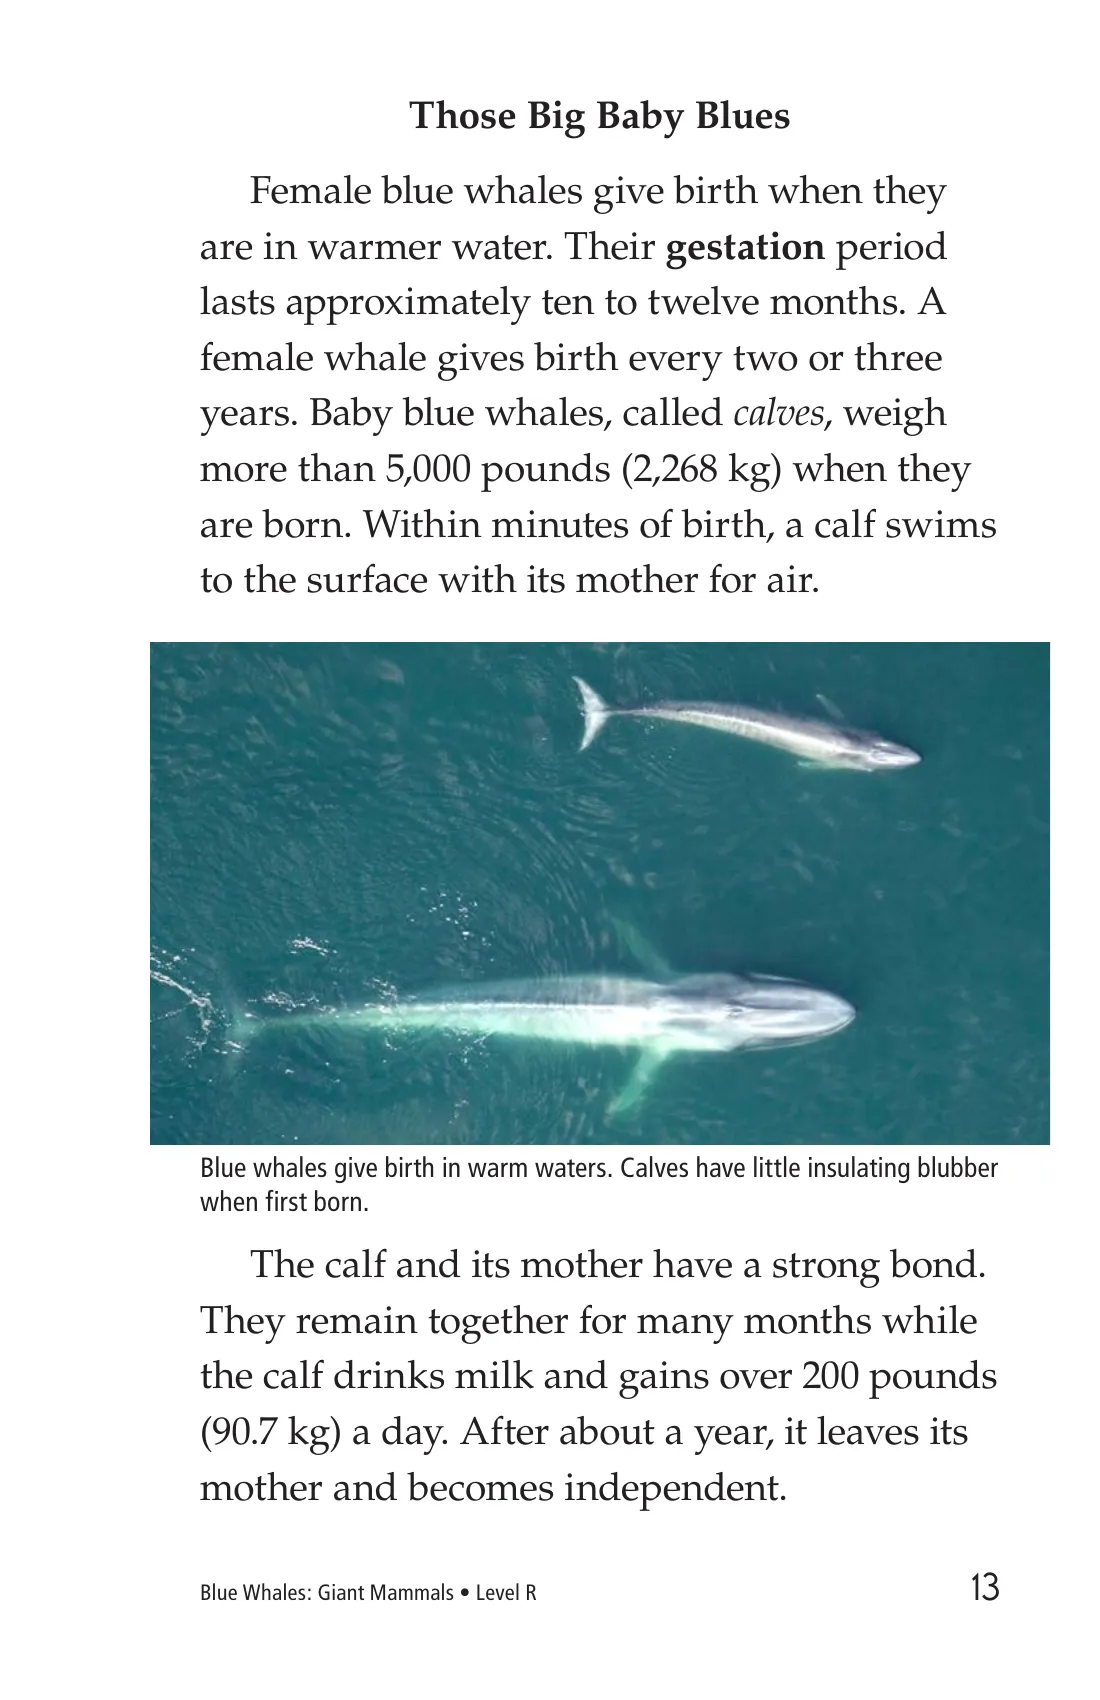 Those Big Baby Blues
Female blue whales give birth when they
are in warmer water. Their gestation period
lasts approximately ten to twelve months. A
female whale gives birth every two or three
years. Baby blue whales, called calves, weigh
more than 5,000 pounds (2,268 kg) when they
are born. Within minutes of birth, a calf swims
to the surface with its mother for air.
Blue whales give birth in warm waters. Calves have little insulating blubber
when first born.
The calf and its mother have a strong bond.
They remain together for many months while
the calf drinks milk and gains over 200 pounds
(90.7 kg) a day. After about a year, it leaves its
mother and becomes independent.
Blue Whales: Giant Mammals • Level R
13